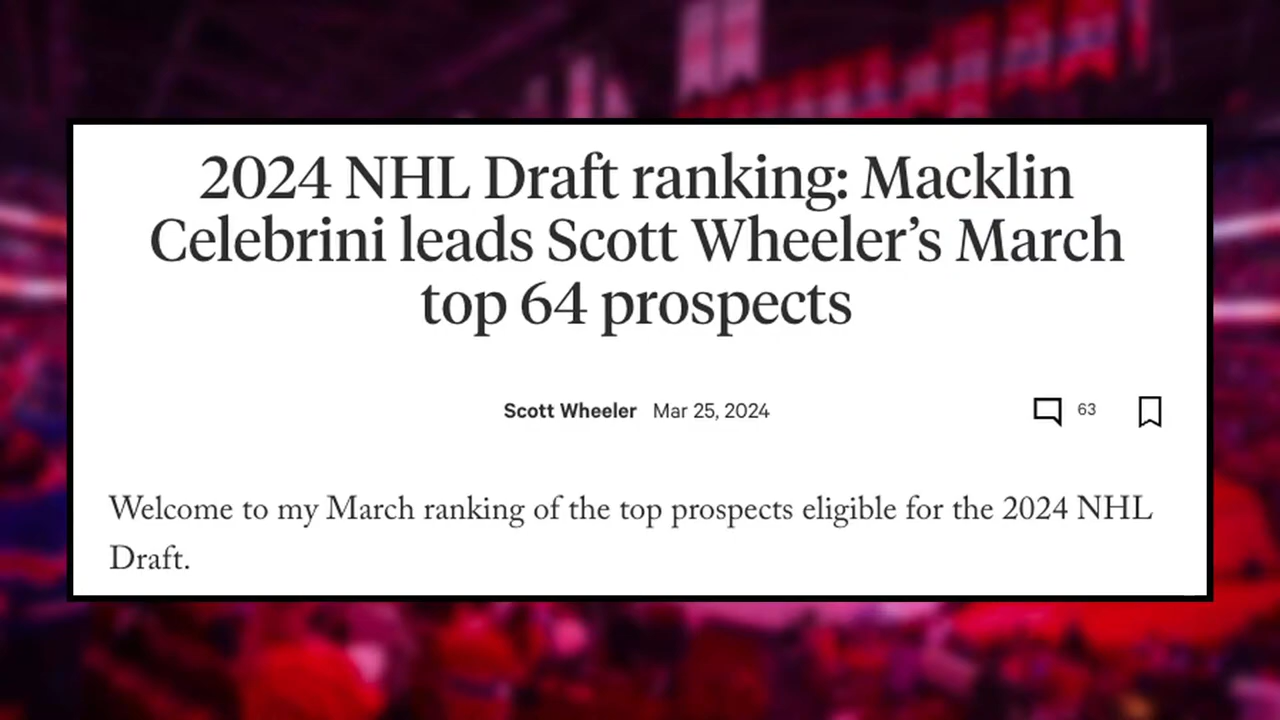 2024 NHL Draft ranking: Macklin
Celebrini leads Scott Wheeler’s March
top 64 prospects
Scott Wheeler Mar 25, 2024 63
Welcome to my March ranking of the top prospects eligible for the 2024 NHL
Draft.